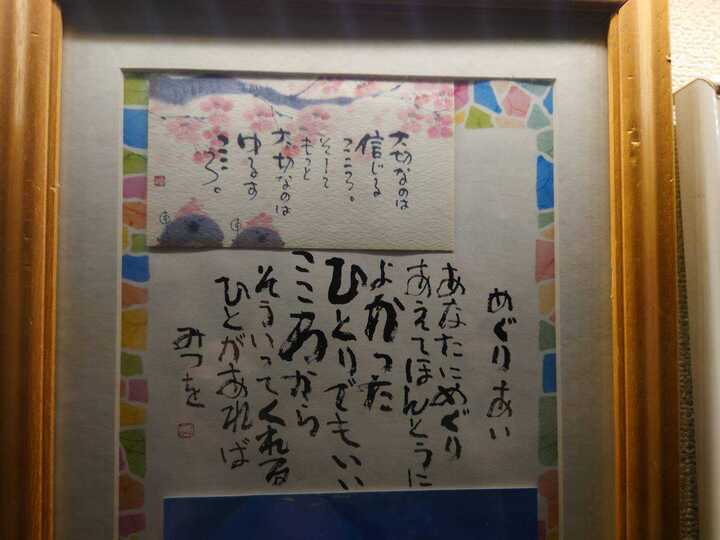 大切なのは
信じる
こころ。
そして
もっと
大切なのは
ゆるす
こころ。
めぐりあい
あなたにめぐり
あえてほんとうに
よかった
ひとりでもいい
こころから
そういってくれる
ひとがあれば
みつを